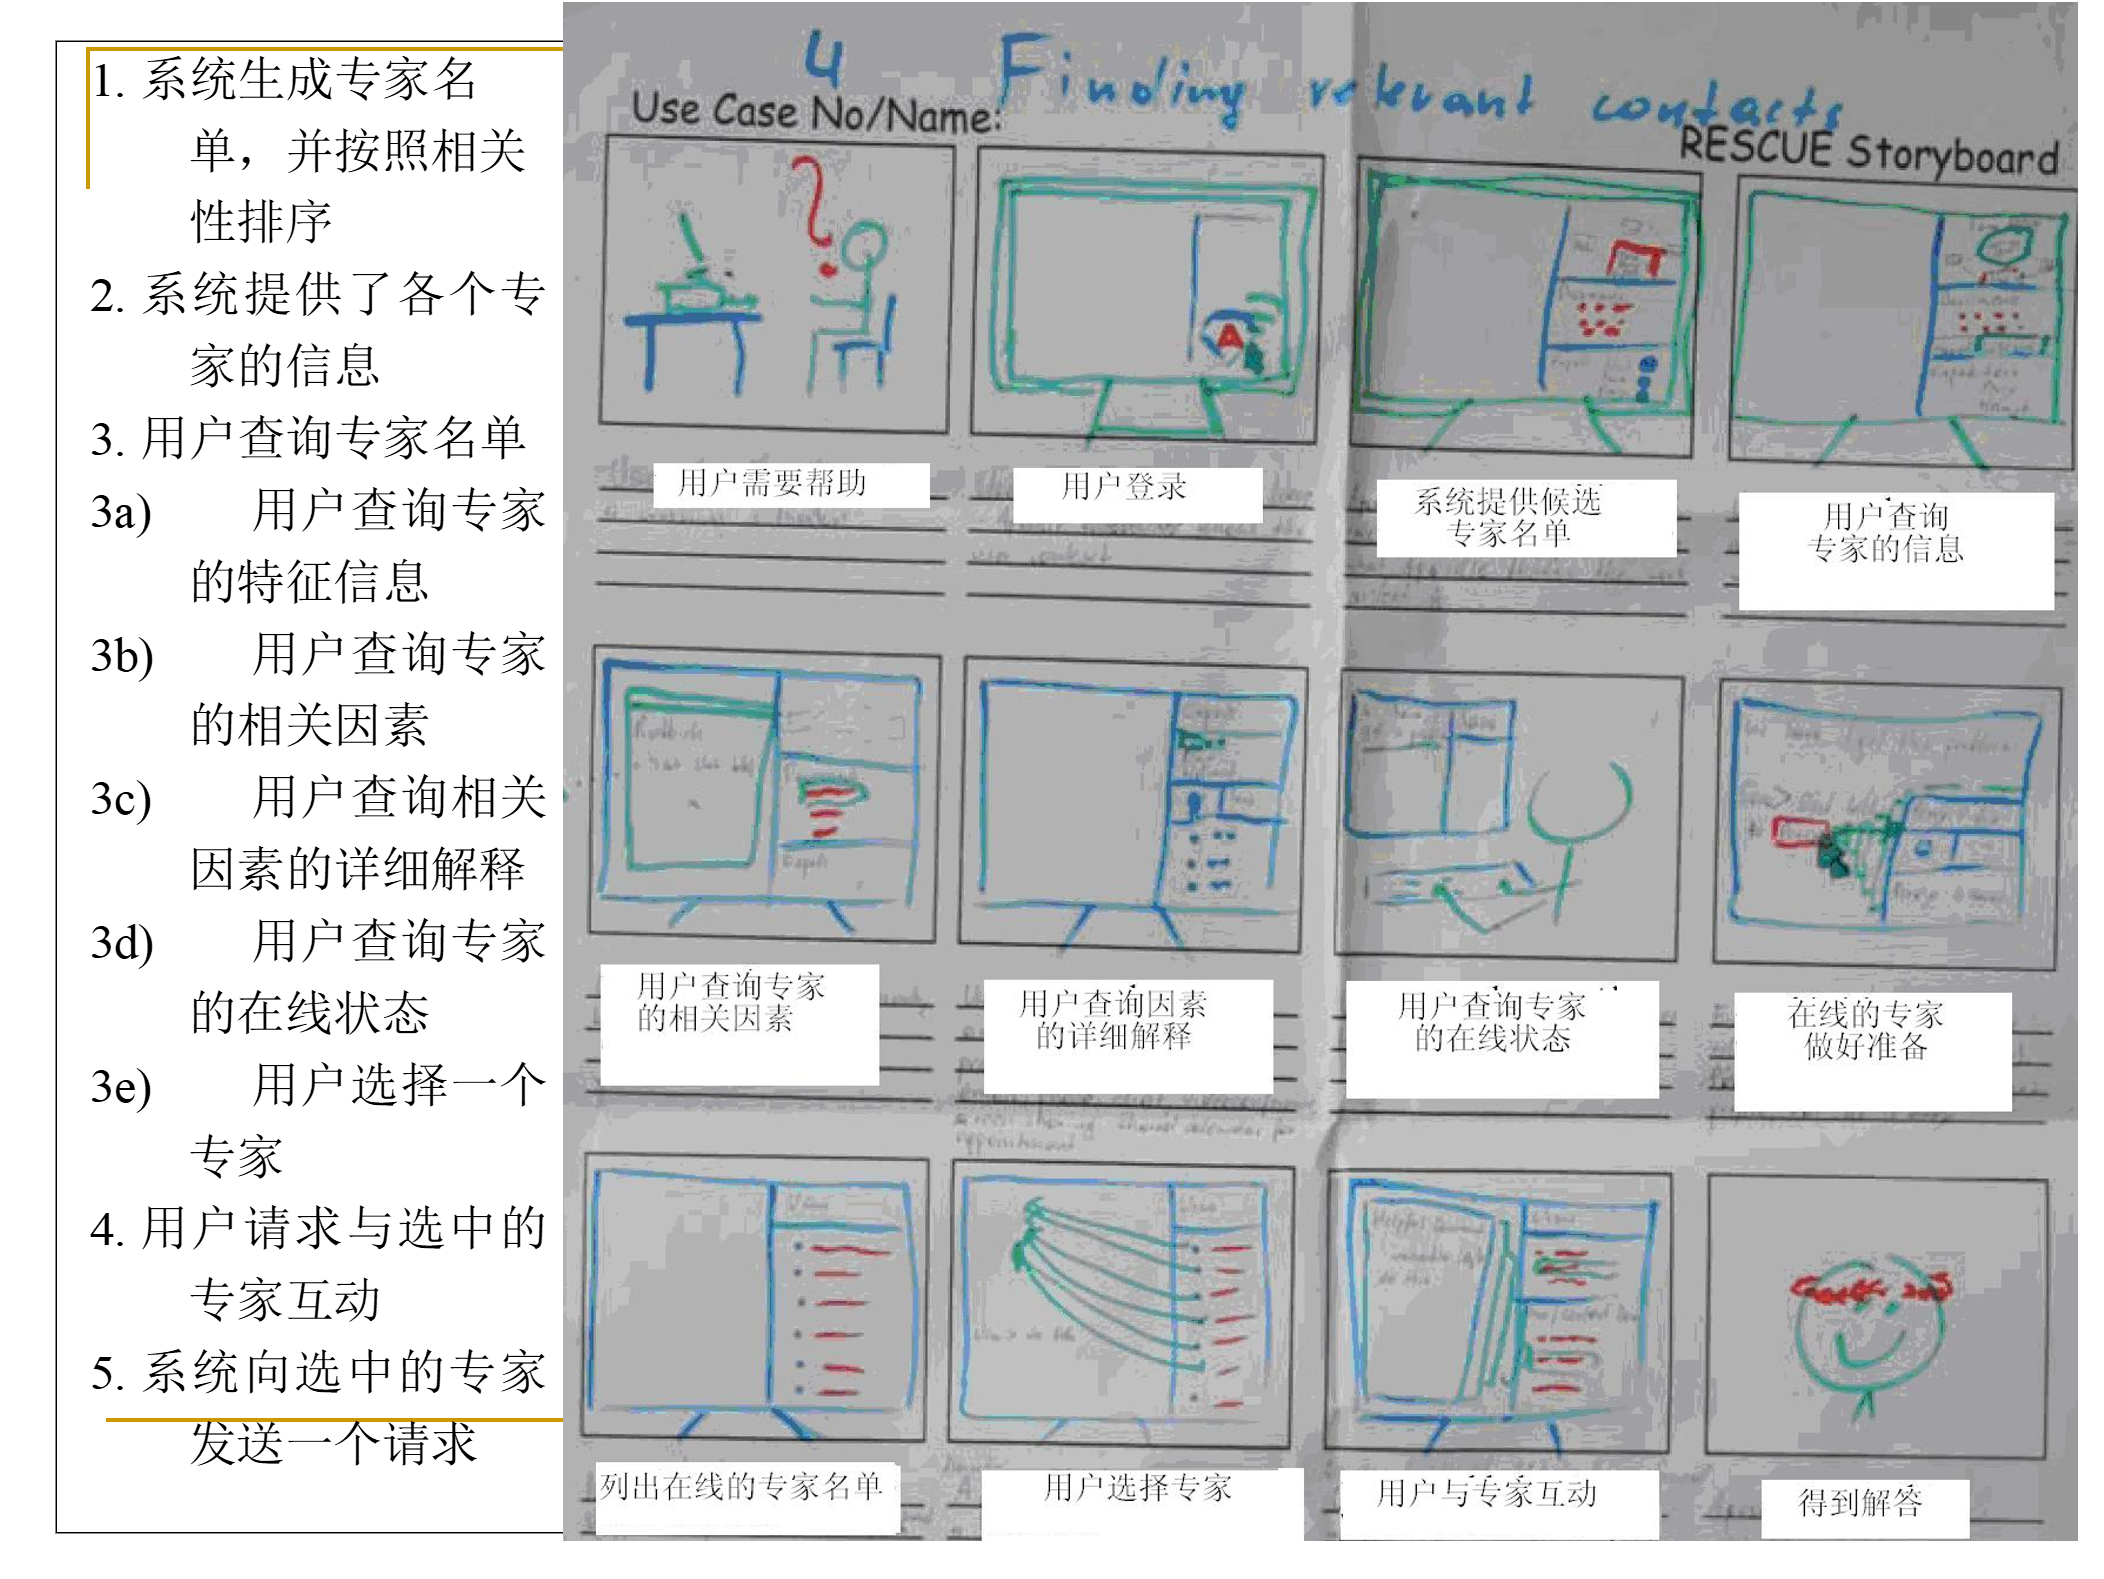 1. 系统生成专家名
单，并按照相关
性排序
2. 系统提供了各个专
家的信息
3. 用户查询专家名单
3a) 用户查询专家
的特征信息
3b) 用户查询专家
的相关因素
3c) 用户查询相关
因素的详细解释
3d) 用户查询专家
的在线状态
3e) 用户选择一个
专家
4. 用户请求与选中的
专家互动
5. 系统向选中的专家
发送一个请求
4 Finding relevant contacts
Use Case No/Name:
RESCUE Storyboard
A
用户需要帮助
用户登录
系统提供候选
专家名单
用户查询
专家的信息
用户查询专家
的相关因素
用户查询因素
的详细解释
用户查询专家
的在线状态
在线的专家
做好准备
列出在线的专家名单
用户选择专家
用户与专家互动
得到解答